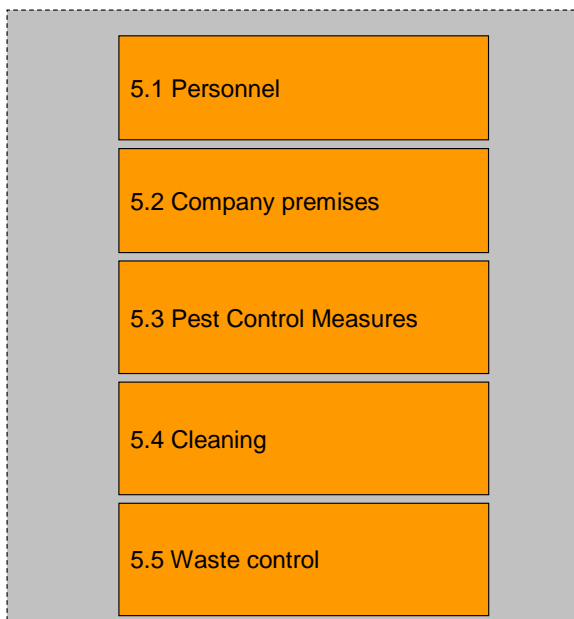 5.1 Personnel
5.2 Company premises
5.3 Pest Control Measures
5.4 Cleaning
5.5 Waste control